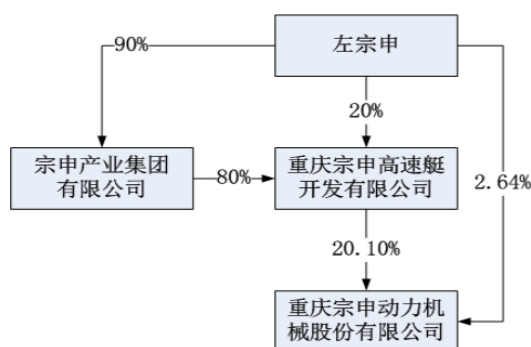 左宗申
90%
20%
宗申产业集团
有限公司
80%
重庆宗申高速艇
开发有限公司
2.64%
20.10%
重庆宗申动力机
械股份有限公司